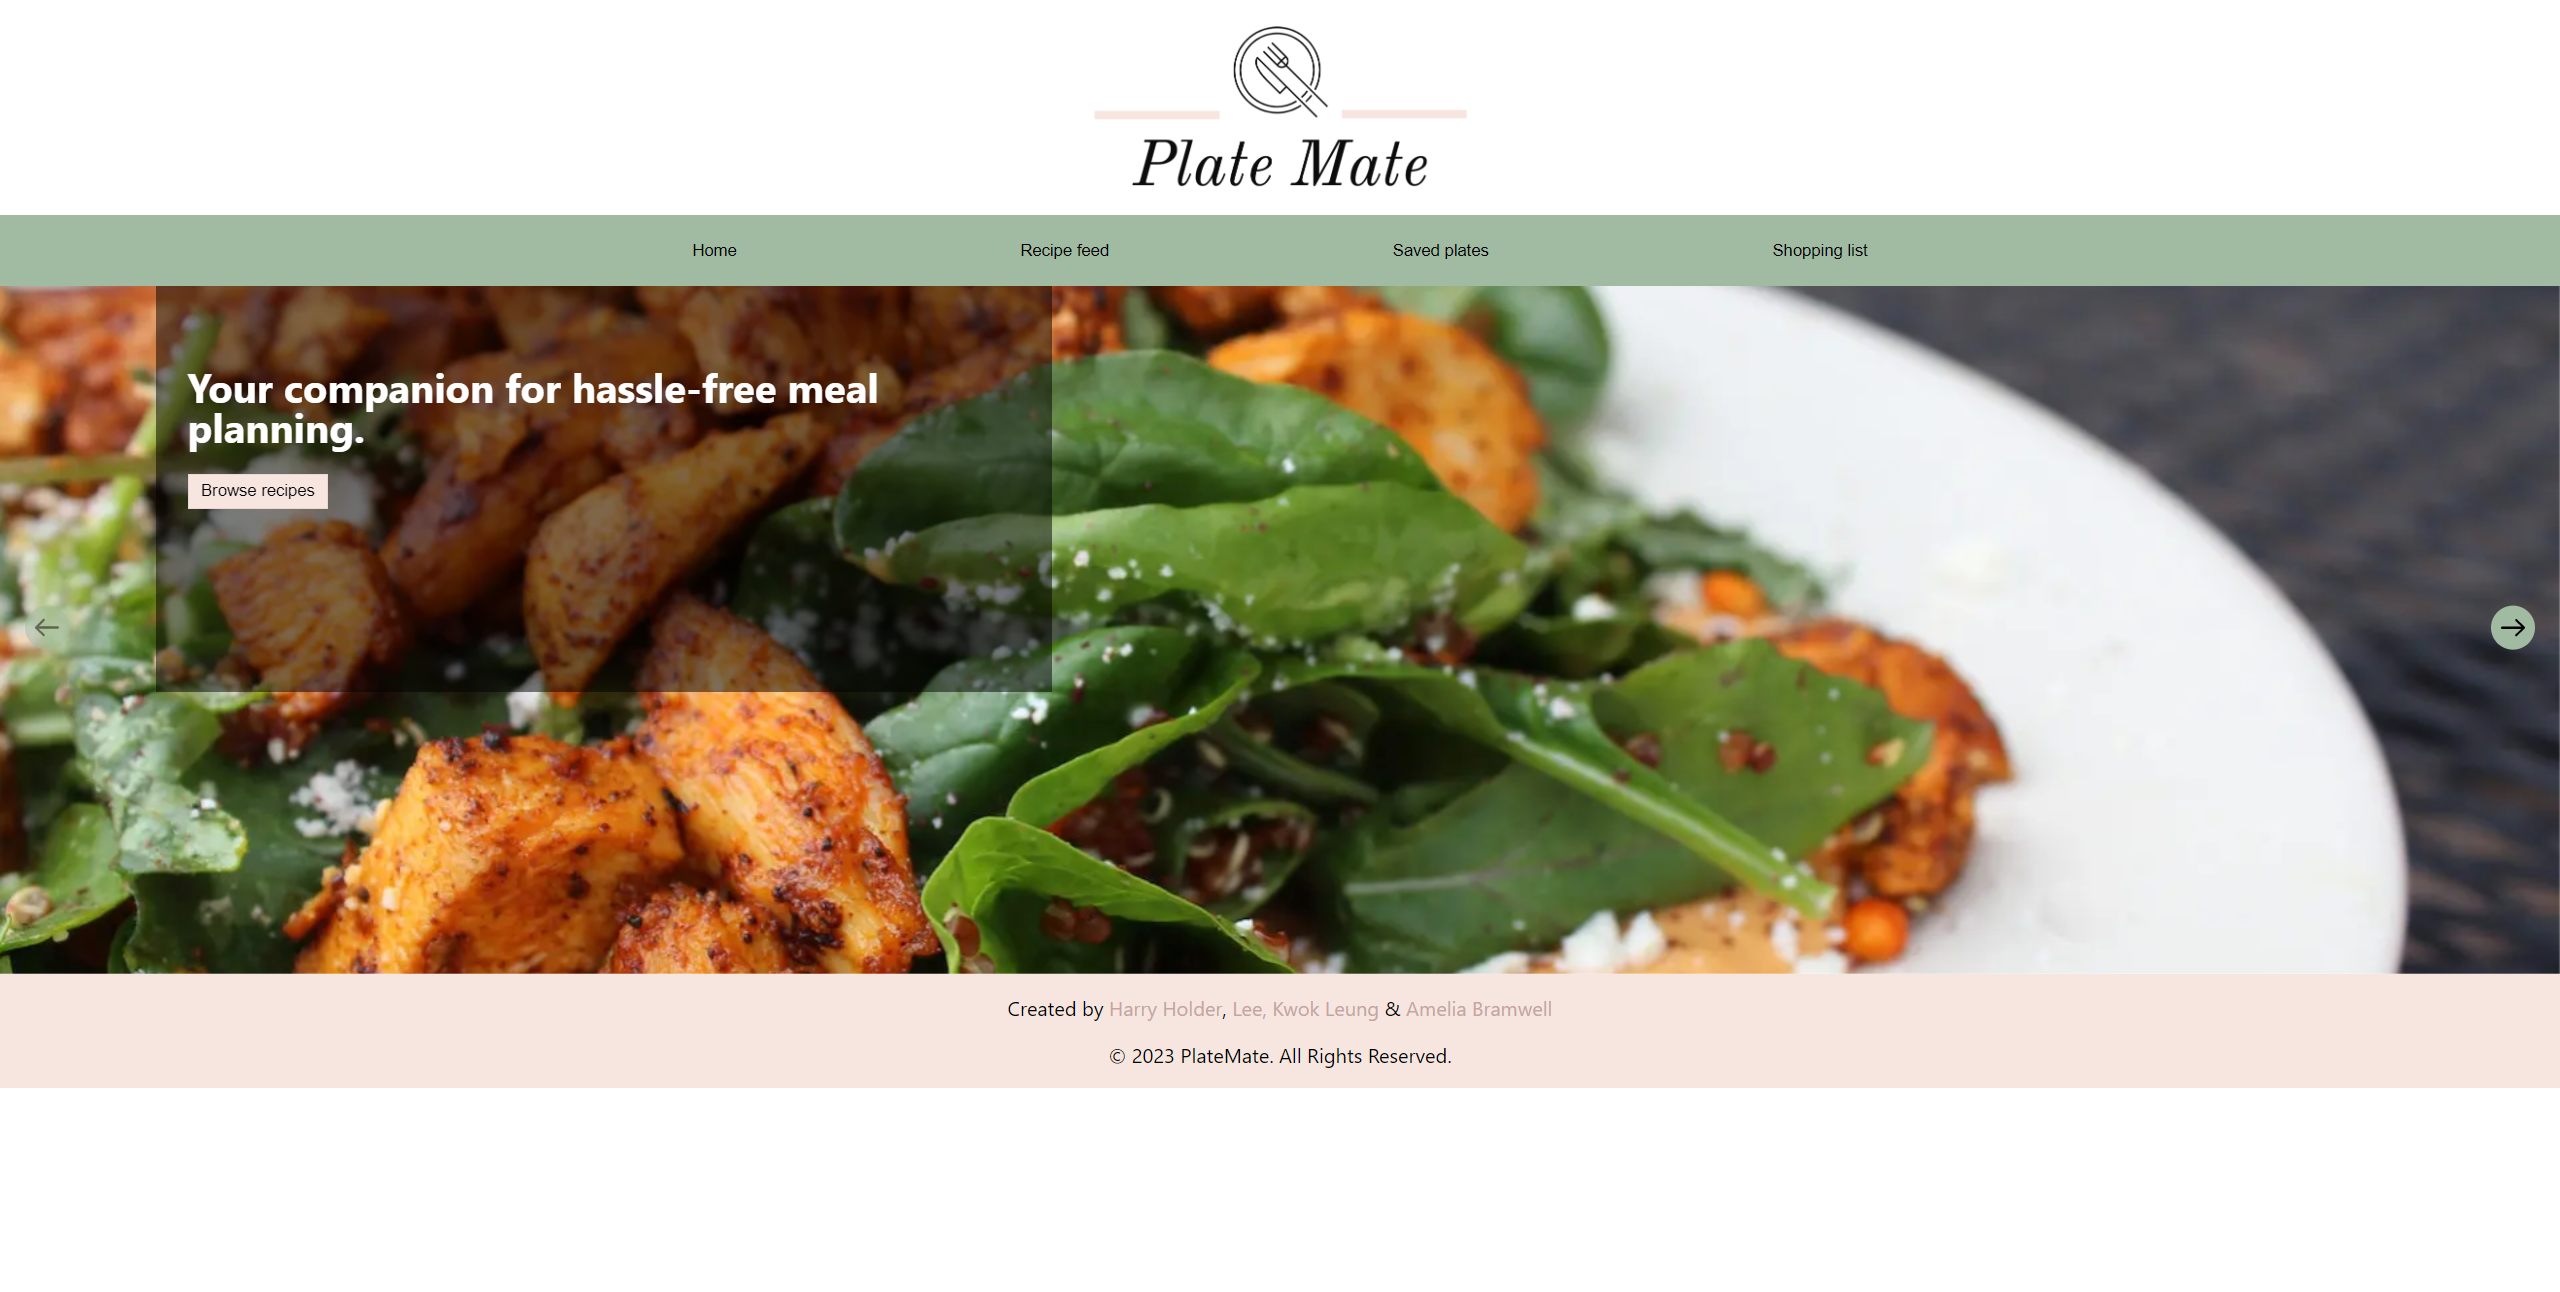 Plate Mate
Home Recipe feed Saved plates Shopping list
Your companion for hassle-free meal
planning.
Browse recipes
Created by Harry Holder, Lee, Kwok Leung & Amelia Bramwell
© 2023 PlateMate. All Rights Reserved.